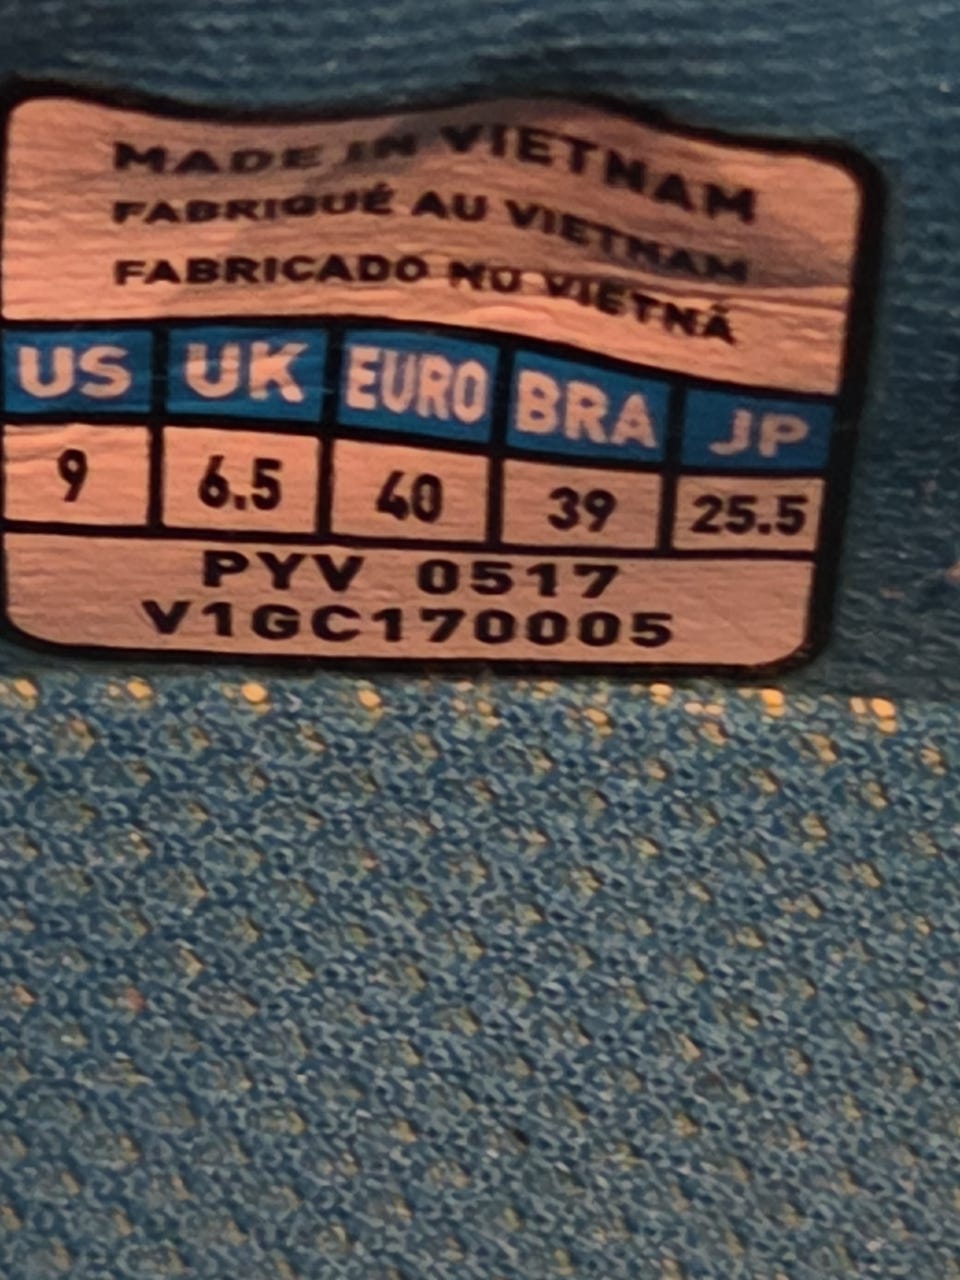 MADE IN VIETNAM
FABRIQUÉ AU VIETNAM
FABRICADO NO VIETNÃ
US UK EURO BRA JP
9 6.5 40 39 25.5
PYV 0517
V1GC170005